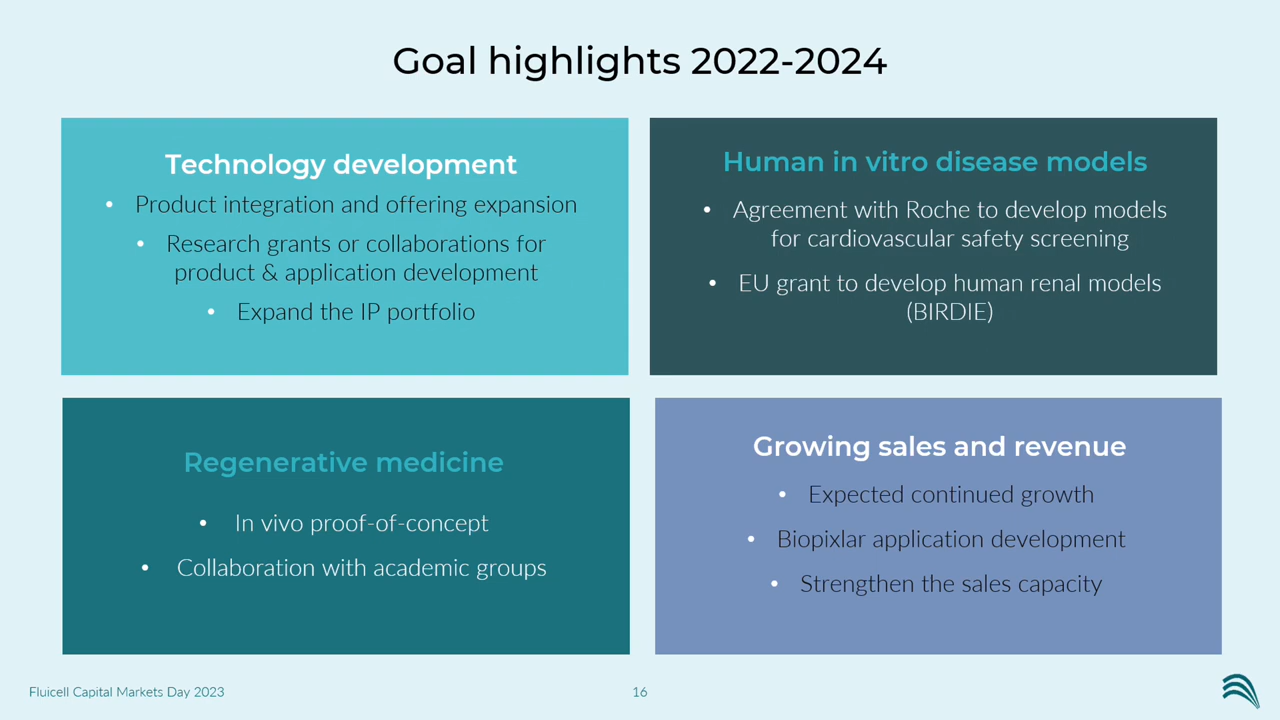 Goal highlights 2022-2024
Technology development
• Product integration and offering expansion
• Research grants or collaborations for
product & application development
• Expand the IP portfolio
Human in vitro disease models
• Agreement with Roche to develop models
for cardiovascular safety screening
• EU grant to develop human renal models
(BIRDIE)
Regenerative medicine
• In vivo proof-of-concept
• Collaboration with academic groups
Growing sales and revenue
• Expected continued growth
• Biopixlar application development
• Strengthen the sales capacity
Fluicell Capital Markets Day 2023
16